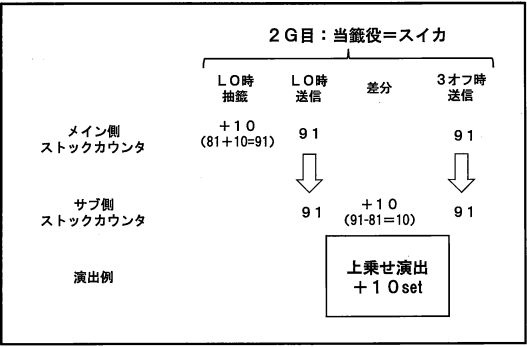 ２Ｇ目：当籤役＝スイカ
ＬＯ時 ＬＯ時 差分 ３オフ時
抽籤 送信 送信
メイン側 ＋１０ ９１ ９１
ストックカウンタ (81＋10=91)
サブ側 ９１ ＋１０ ９１
ストックカウンタ (91-81＝10)
演出例 上乗せ演出
＋１０set